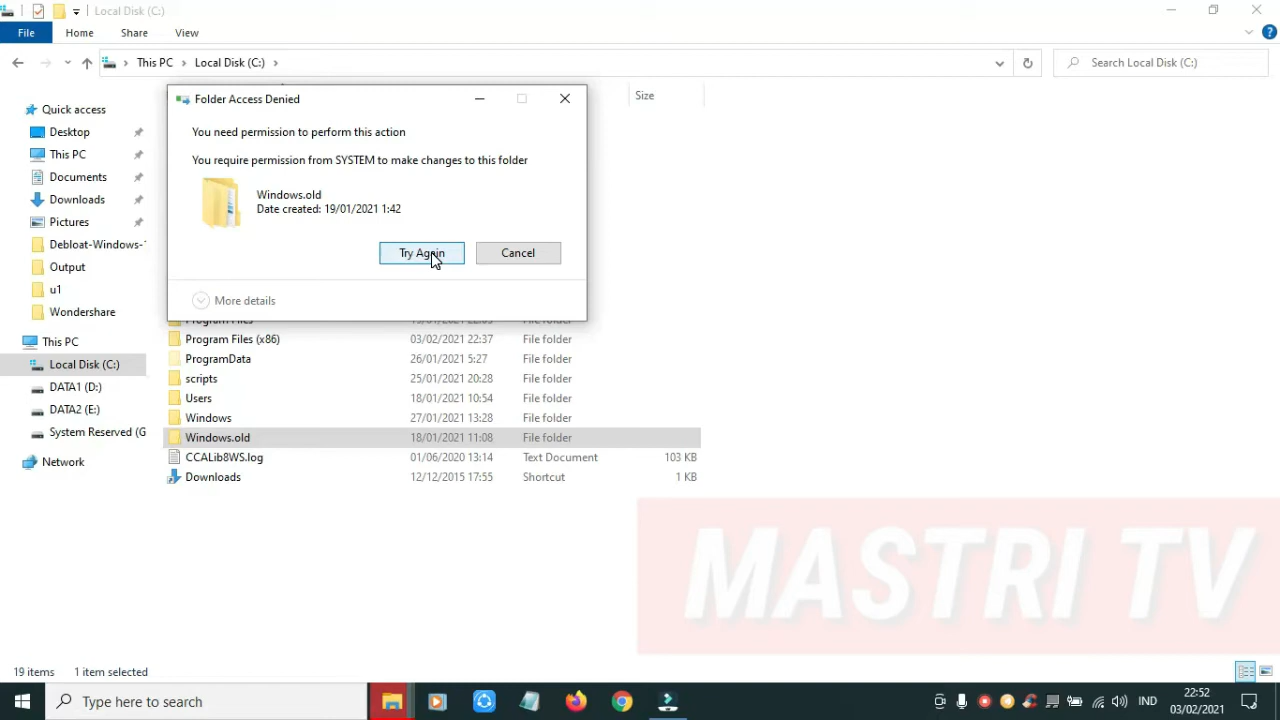 Local Disk (C:)
File Home Share View
This PC Local Disk (C:)
Search Local Disk (C:)
Quick access
Desktop
This PC
Documents
Downloads
Pictures
Debloat-Windows-
Output
u1
Wondershare
This PC
Local Disk (C:)
DATA1 (D:)
DATA2 (E:)
System Reserved (G
Network
Size
Folder Access Denied
You need permission to perform this action
You require permission from SYSTEM to make changes to this folder
Windows.old
Date created: 19/01/2021 1:42
Try Again Cancel
More details
Program Files
Program Files (x86) 03/02/2021 22:37 File folder
ProgramData 26/01/2021 5:27 File folder
scripts 25/01/2021 20:28 File folder
Users 18/01/2021 10:54 File folder
Windows 27/01/2021 13:28 File folder
Windows.old 18/01/2021 11:08 File folder
CCALib8WS.log 01/06/2020 13:14 Text Document 103 KB
Downloads 12/12/2015 17:55 Shortcut 1 KB
MASTRI TV
19 items 1 item selected
Type here to search
IND
22:52
03/02/2021